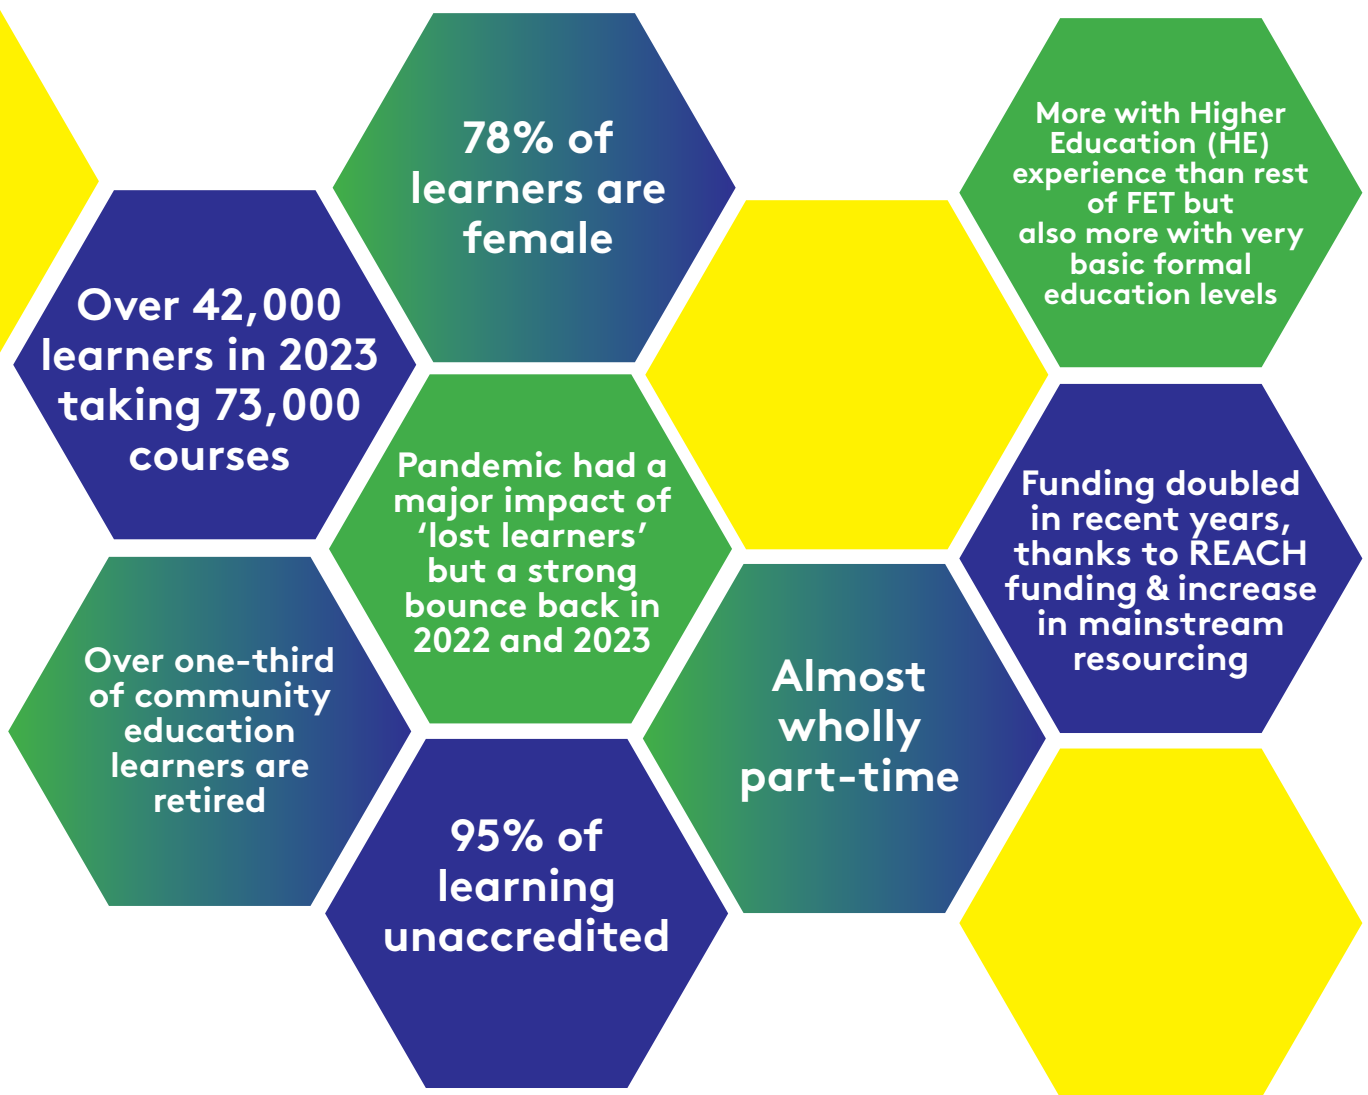 78% of
learners are
female
More with Higher
Education (HE)
experience than rest
of FET but
also more with very
basic formal
education levels
Over 42,000
learners in 2023
taking 73,000
courses
Pandemic had a
major impact of
‘lost learners’
but a strong
bounce back in
2022 and 2023
Funding doubled
in recent years,
thanks to REACH
funding & increase
in mainstream
resourcing
Over one-third
of community
education
learners are
retired
Almost
wholly
part-time
95% of
learning
unaccredited